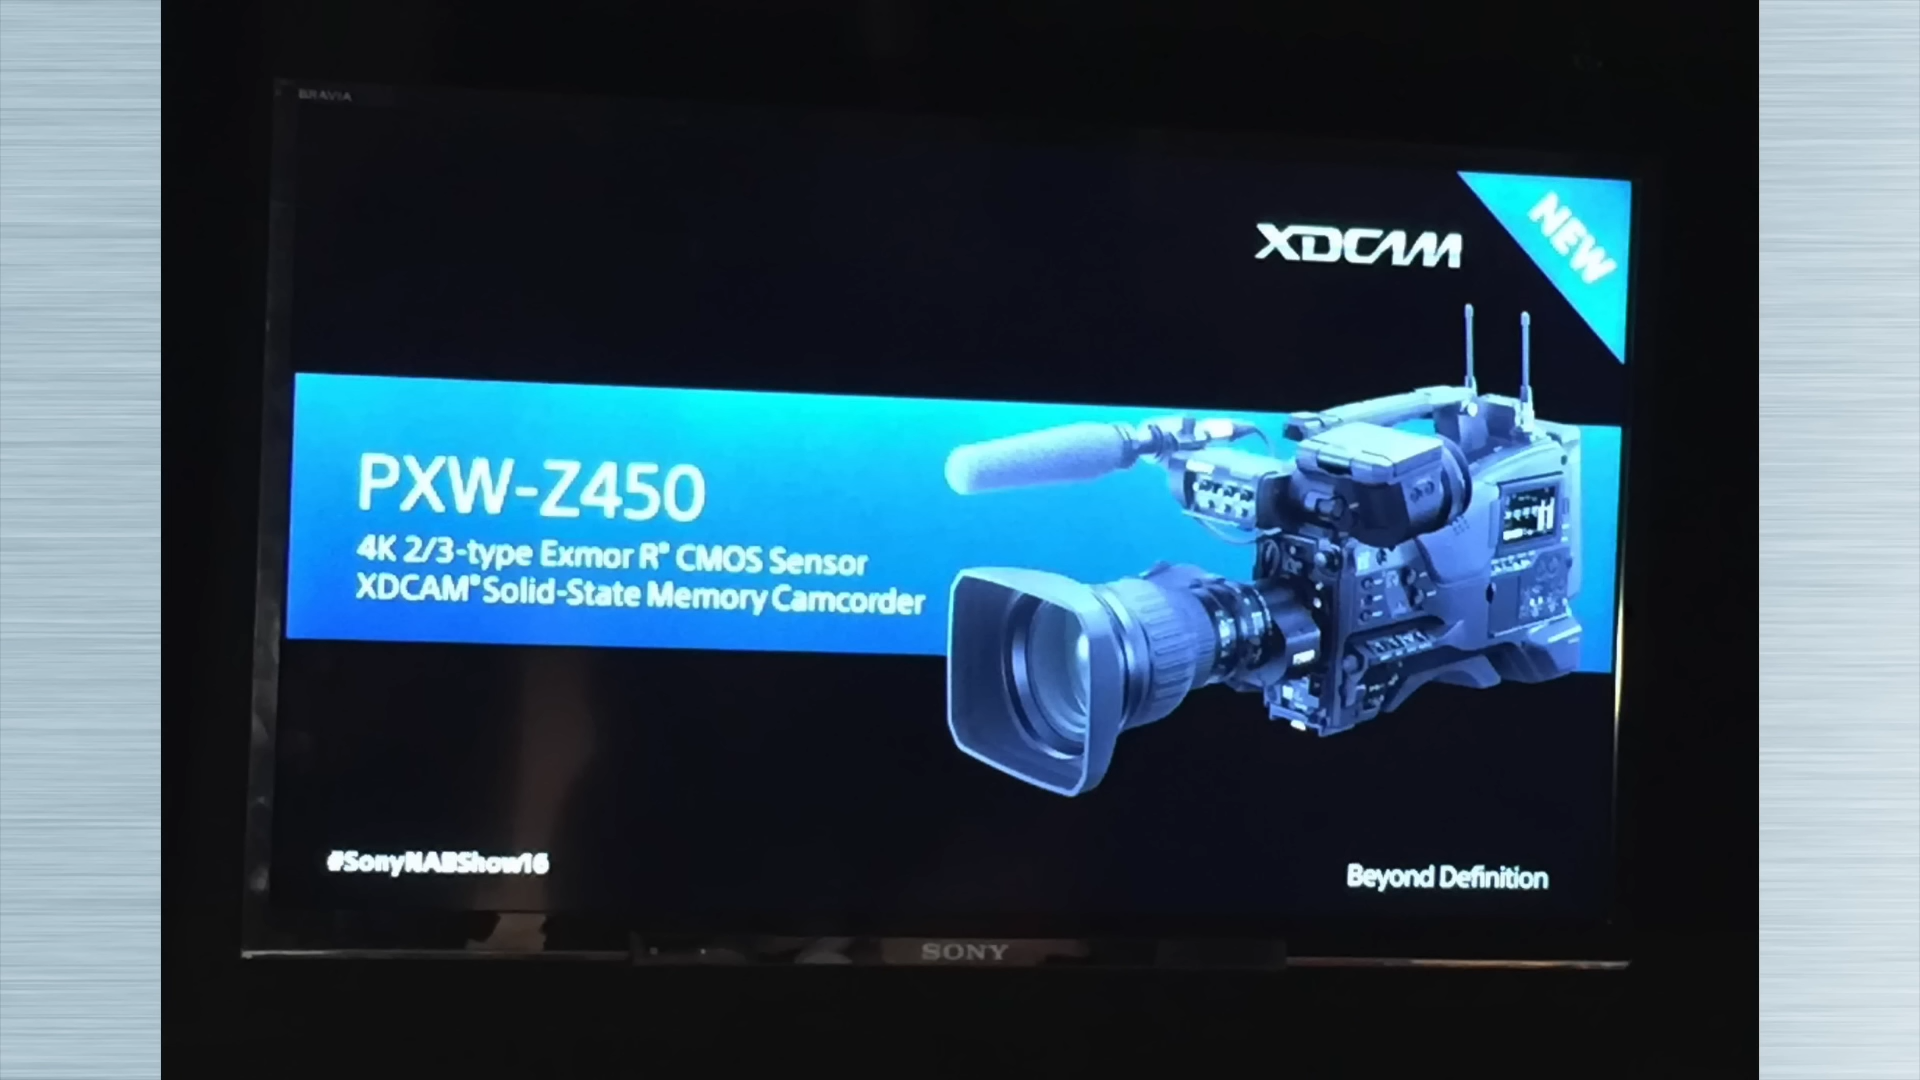 BRAVIA
NEW
XDCAM
PXW-Z450
4K 2/3-type Exmor R® CMOS Sensor
XDCAM® Solid-State Memory Camcorder
#SonyNABShow16
Beyond Definition
SONY